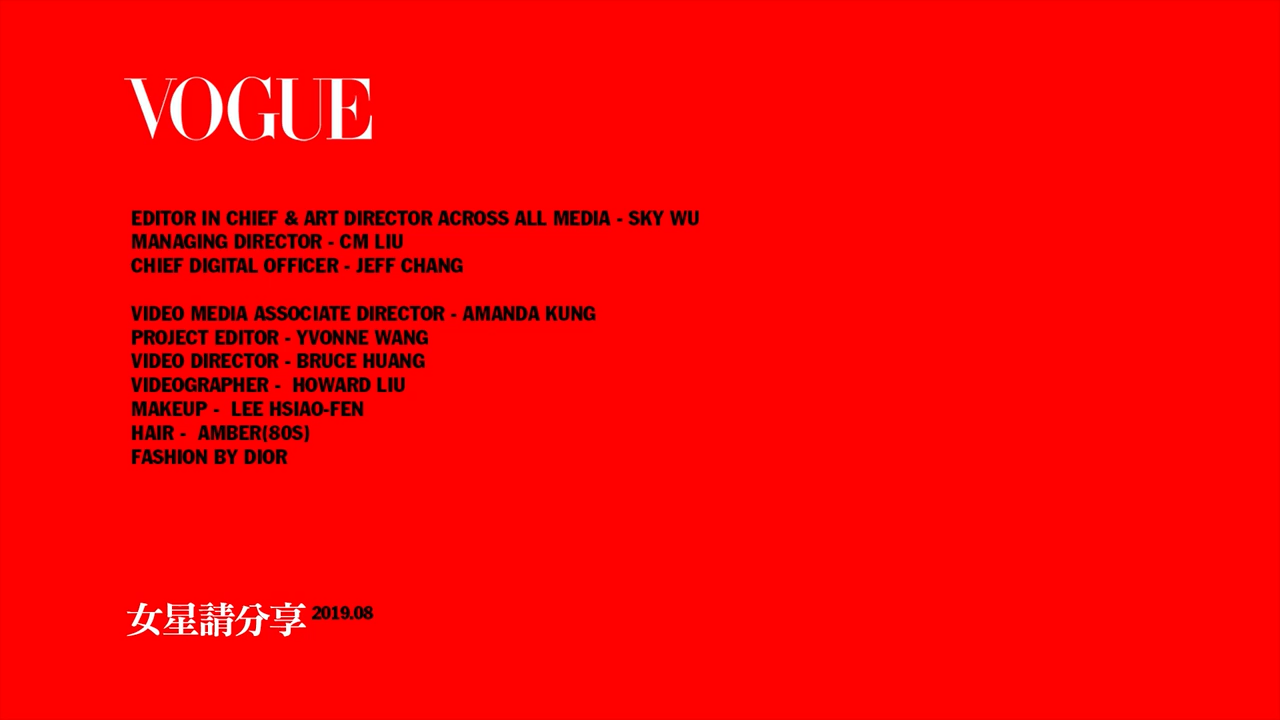 VOGUE
EDITOR IN CHIEF & ART DIRECTOR ACROSS ALL MEDIA - SKY WU
MANAGING DIRECTOR - CM LIU
CHIEF DIGITAL OFFICER - JEFF CHANG
VIDEO MEDIA ASSOCIATE DIRECTOR - AMANDA KUNG
PROJECT EDITOR - YVONNE WANG
VIDEO DIRECTOR - BRUCE HUANG
VIDEOGRAPHER -  HOWARD LIU
MAKEUP -  LEE HSIAO-FEN
HAIR -  AMBER(80S)
FASHION BY DIOR
女星請分享 2019.08